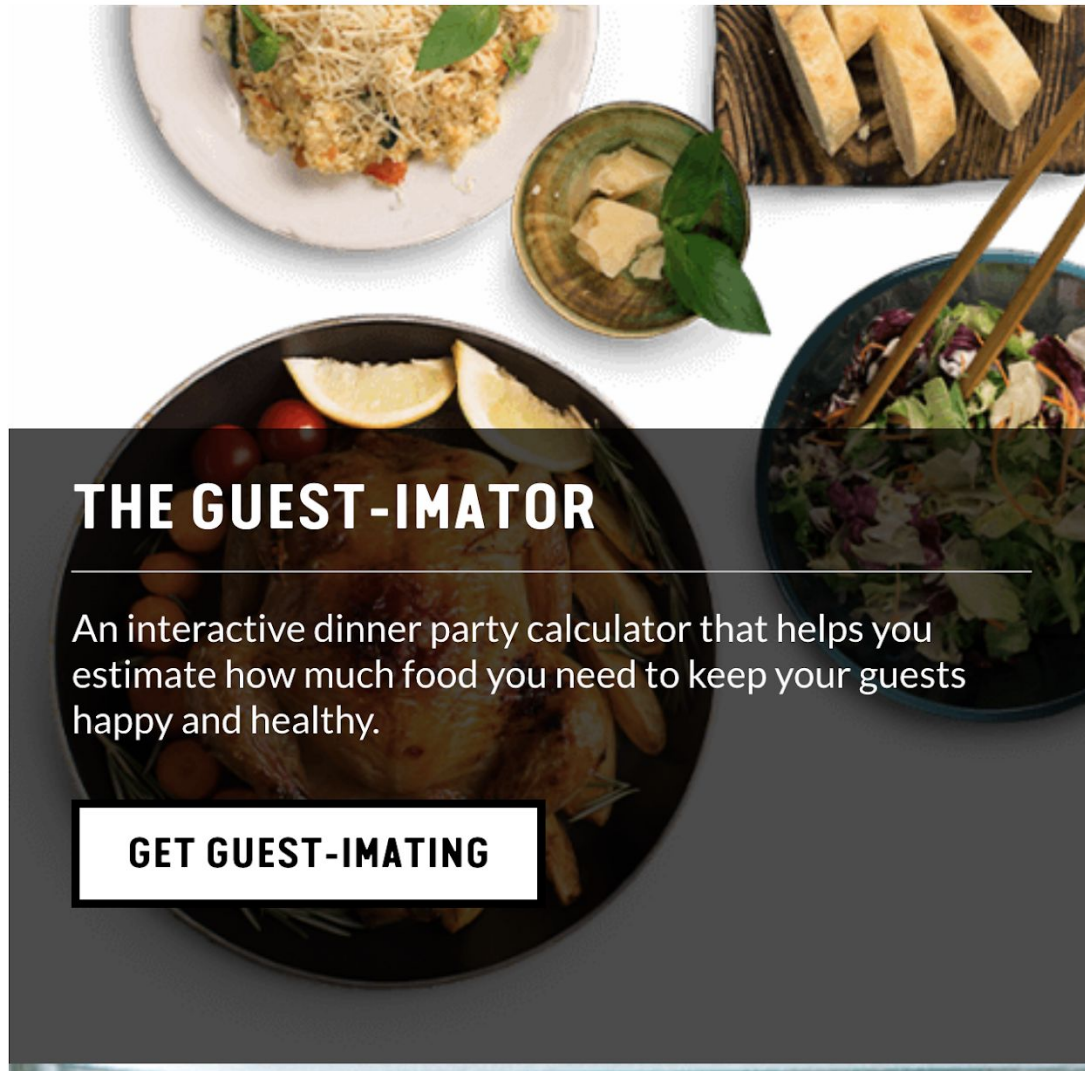 THE GUEST-IMATOR
An interactive dinner party calculator that helps you
estimate how much food you need to keep your guests
happy and healthy.
GET GUEST-IMATING